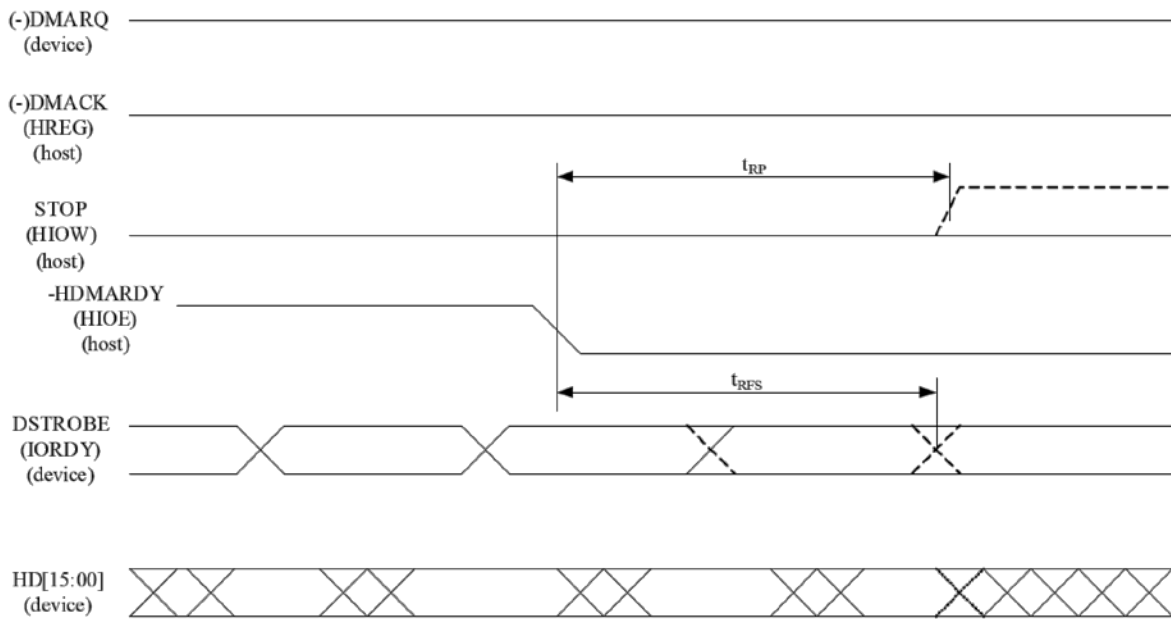 (-)DMARQ
(device)
(-)DMACK
(HREG)
(host)
tRP
STOP
(HIOW)
(host)
-HDMARDY
(HIOE)
(host)
tRFS
DSTROBE
(IORDY)
(device)
HD[15:00]
(device)